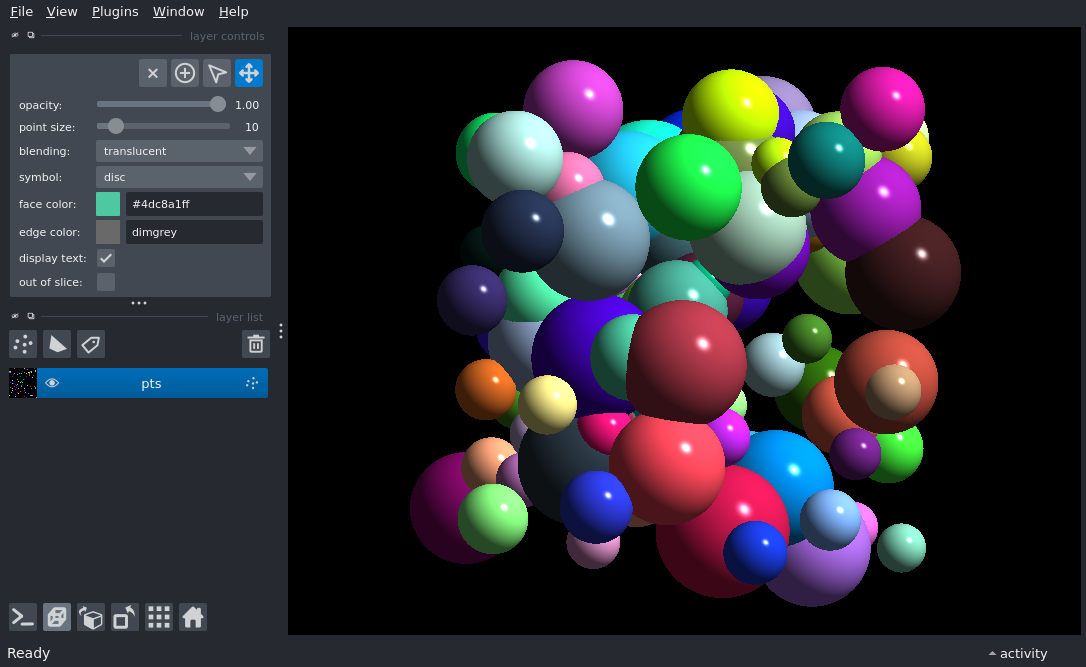 File View Plugins Window Help
layer controls
opacity: 1.00
point size: 10
blending: translucent
symbol: disc
face color: #4dc8a1ff
edge color: dimgrey
display text:
out of slice:
layer list
pts
Ready
activity